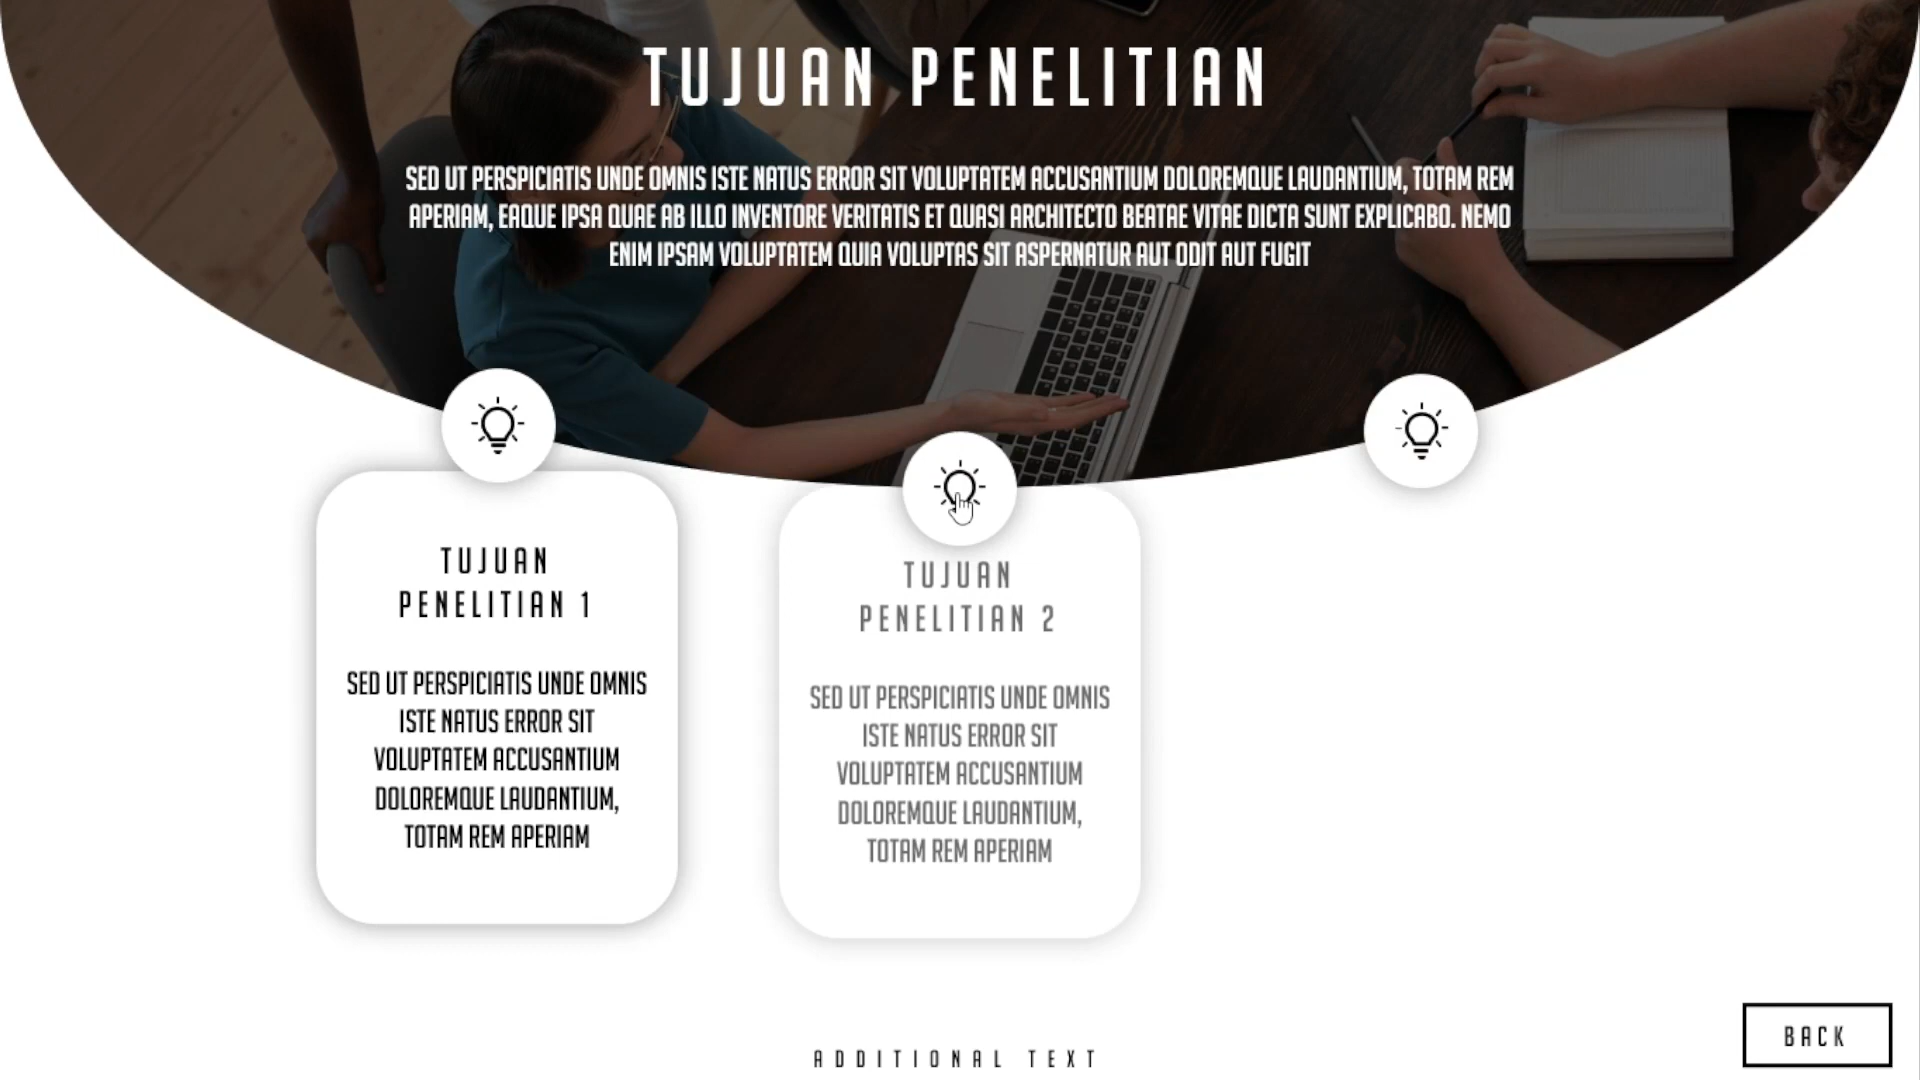 TUJUAN PENELITIAN
SED UT PERSPICIATIS UNDE OMNIS ISTE NATUS ERROR SIT VOLUPTATEM ACCUSANTIUM DOLOREMQUE LAUDANTIUM, TOTAM REM
APERIAM, EAQUE IPSA QUAE AB ILLO INVENTORE VERITATIS ET QUASI ARCHITECTO BEATAE VITAE DICTA SUNT EXPLICABO. NEMO
ENIM IPSAM VOLUPTATEM QUIA VOLUPTAS SIT ASPERNATUR AUT ODIT AUT FUGIT
TUJUAN
PENELITIAN 1
SED UT PERSPICIATIS UNDE OMNIS
ISTE NATUS ERROR SIT
VOLUPTATEM ACCUSANTIUM
DOLOREMQUE LAUDANTIUM,
TOTAM REM APERIAM
TUJUAN
PENELITIAN 2
SED UT PERSPICIATIS UNDE OMNIS
ISTE NATUS ERROR SIT
VOLUPTATEM ACCUSANTIUM
DOLOREMQUE LAUDANTIUM,
TOTAM REM APERIAM
BACK
ADDITIONAL TEXT